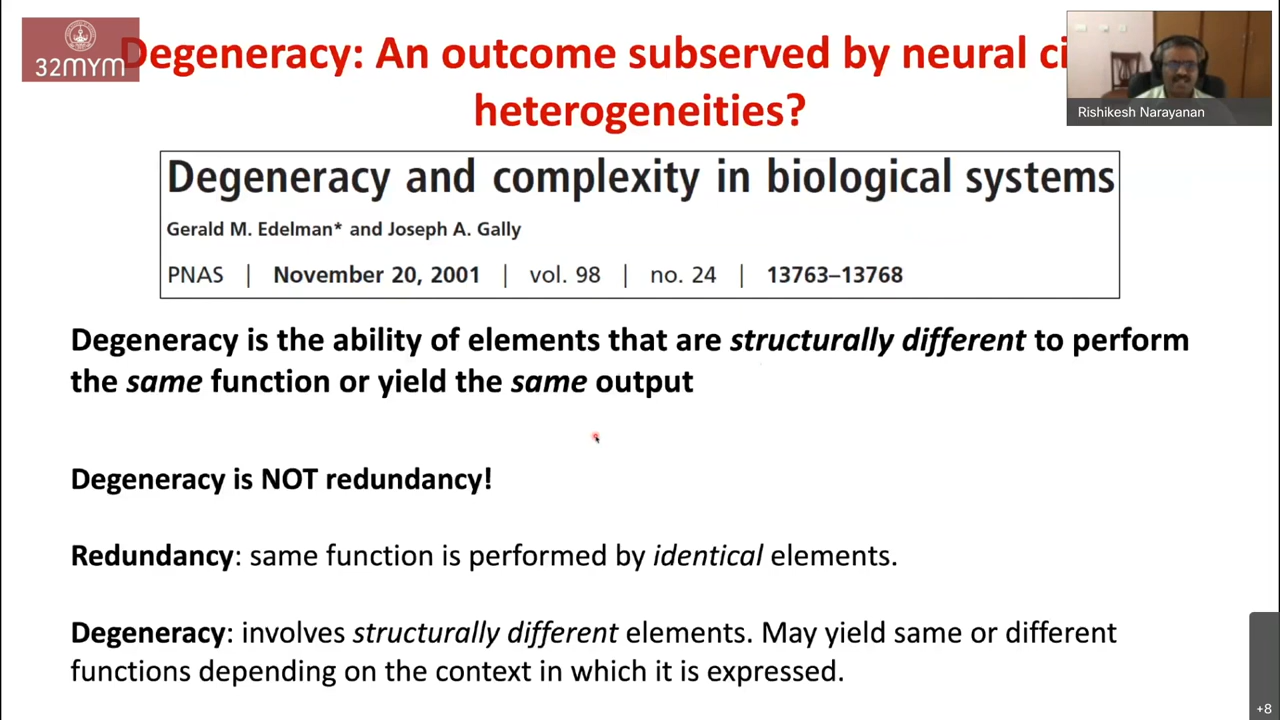 32MYM
Degeneracy: An outcome subserved by neural ci
heterogeneities?
Rishikesh Narayanan
Degeneracy and complexity in biological systems
Gerald M. Edelman* and Joseph A. Gally
PNAS | November 20, 2001 | vol. 98 | no. 24 | 13763–13768
Degeneracy is the ability of elements that are structurally different to perform
the same function or yield the same output
Degeneracy is NOT redundancy!
Redundancy: same function is performed by identical elements.
Degeneracy: involves structurally different elements. May yield same or different
functions depending on the context in which it is expressed.
+8